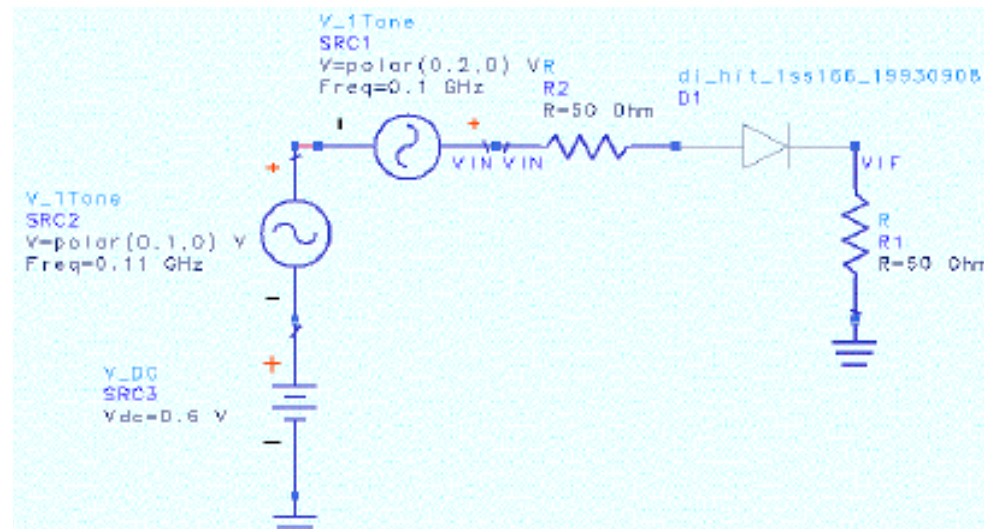 V_1Tone
SRC1
V=polar(0.2,0) V
Freq=0.1 GHz
R
R2
R=50 Ohm
di_hit_1ss166_19930908
D1
VIN VIN
VIF
V_1Tone
SRC2
V=polar(0.1,0) V
Freq=0.11 GHz
R
R1
R=50 Ohm
V_DC
SRC3
Vdc=0.6 V